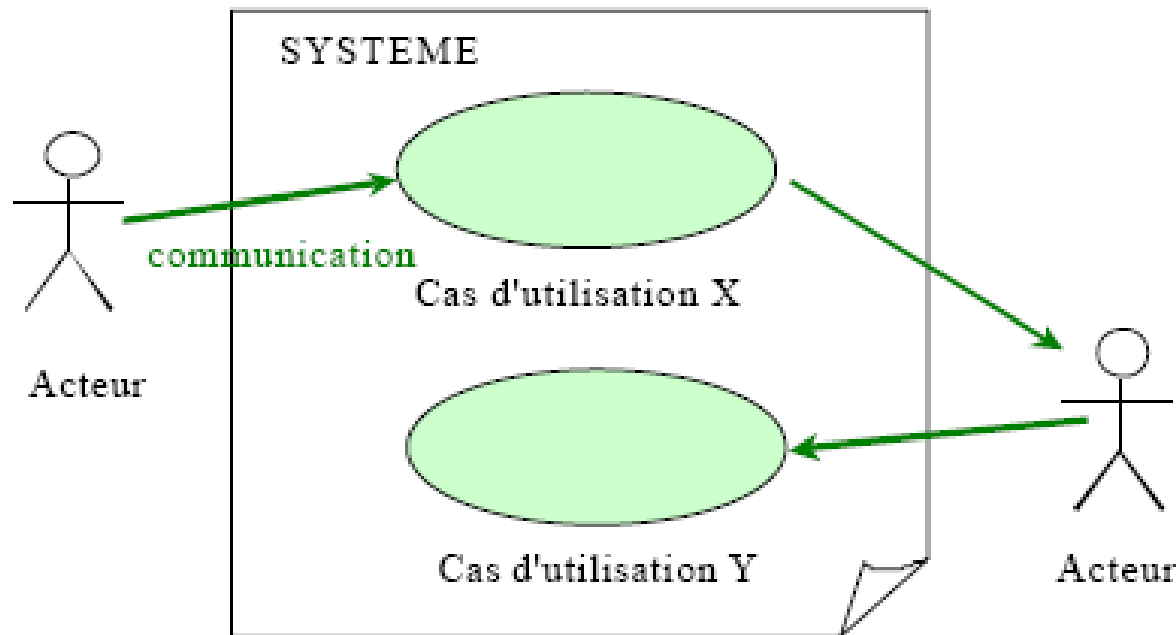 SYSTEME
communication
Cas d'utilisation X
Acteur
Cas d'utilisation Y
Acteur